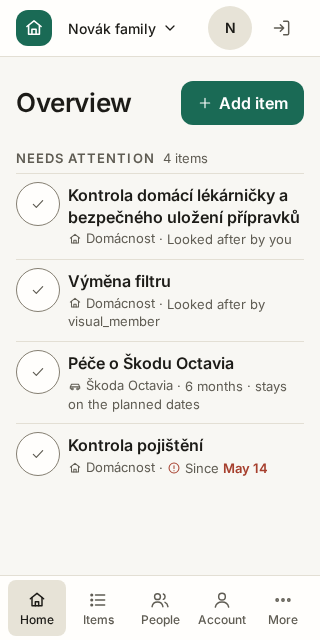 Novák family
N
Overview
Add item
NEEDS ATTENTION 4 items
Kontrola domácí lékárničky a
bezpečného uložení přípravků
Domácnost · Looked after by you
Výměna filtru
Domácnost · Looked after by
visual_member
Péče o Škodu Octavia
Škoda Octavia · 6 months · stays
on the planned dates
Kontrola pojištění
Domácnost · Since May 14
Home
Items
People
Account
More